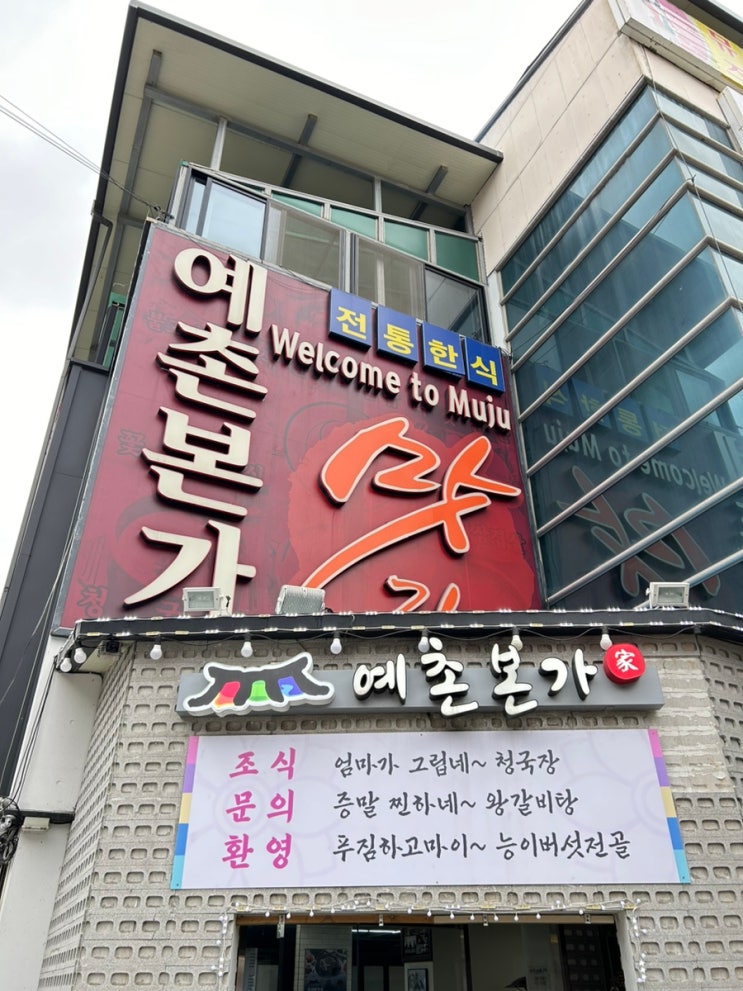 예촌본가
전통한식
Welcome to Muju
맛
예촌본가 家
조식 엄마가 그립네~ 청국장
문의 증말 찐하네~ 왕갈비탕
환영 푸짐하고마이~ 능이버섯전골